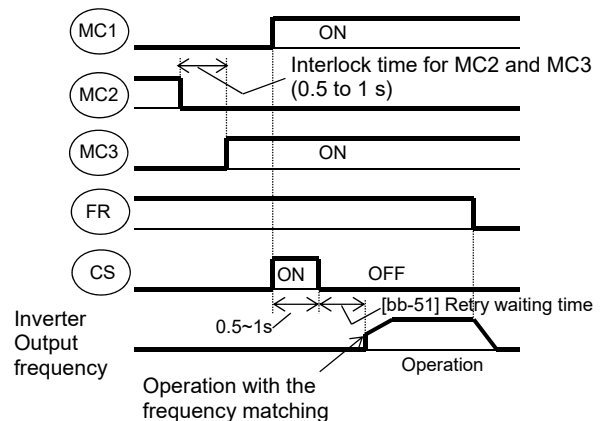 MC1
ON
Interlock time for MC2 and MC3
(0.5 to 1 s)
MC2
MC3
ON
FR
CS
ON
OFF
[bb-51] Retry waiting time
0.5~1s
Inverter
Output
frequency
Operation
Operation with the
frequency matching